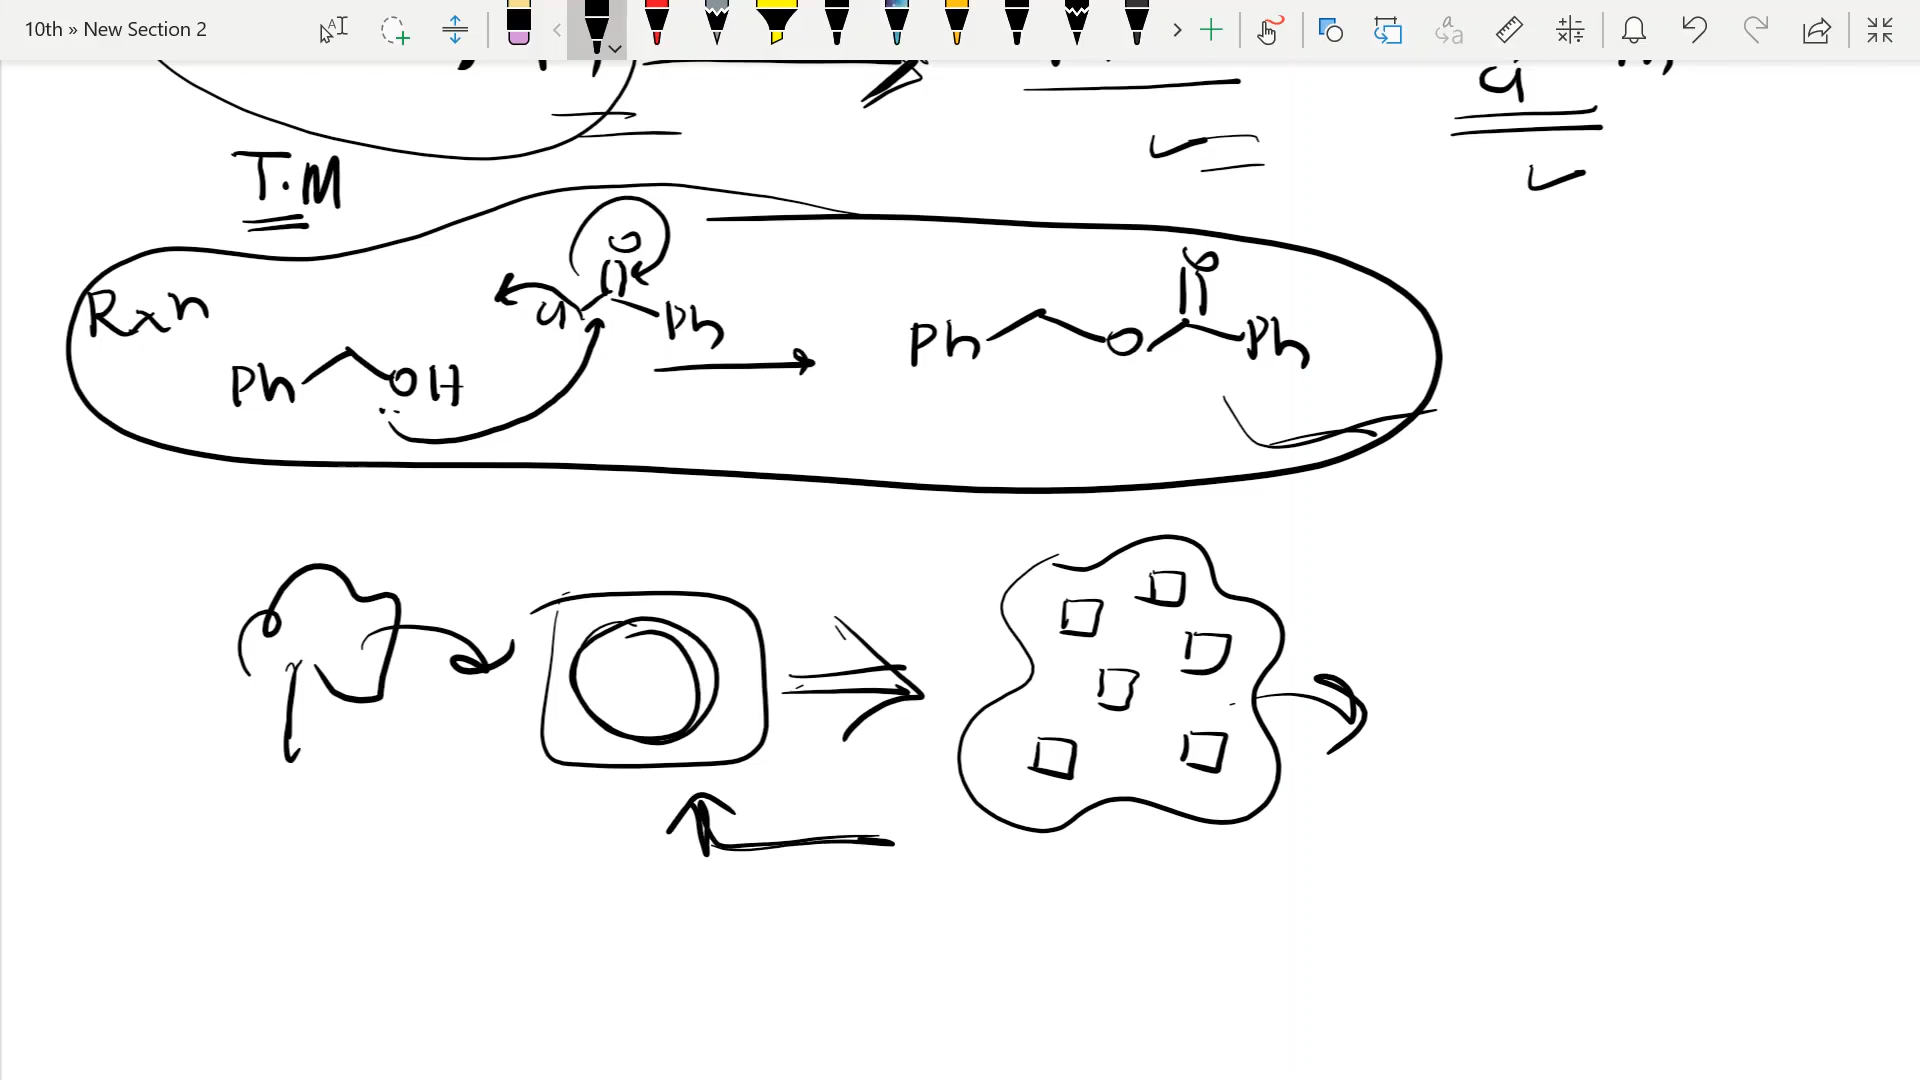 10th » New Section 2
T.M
Rxn
O
Cl
Ph
Ph
OH
O
Ph
O
Ph